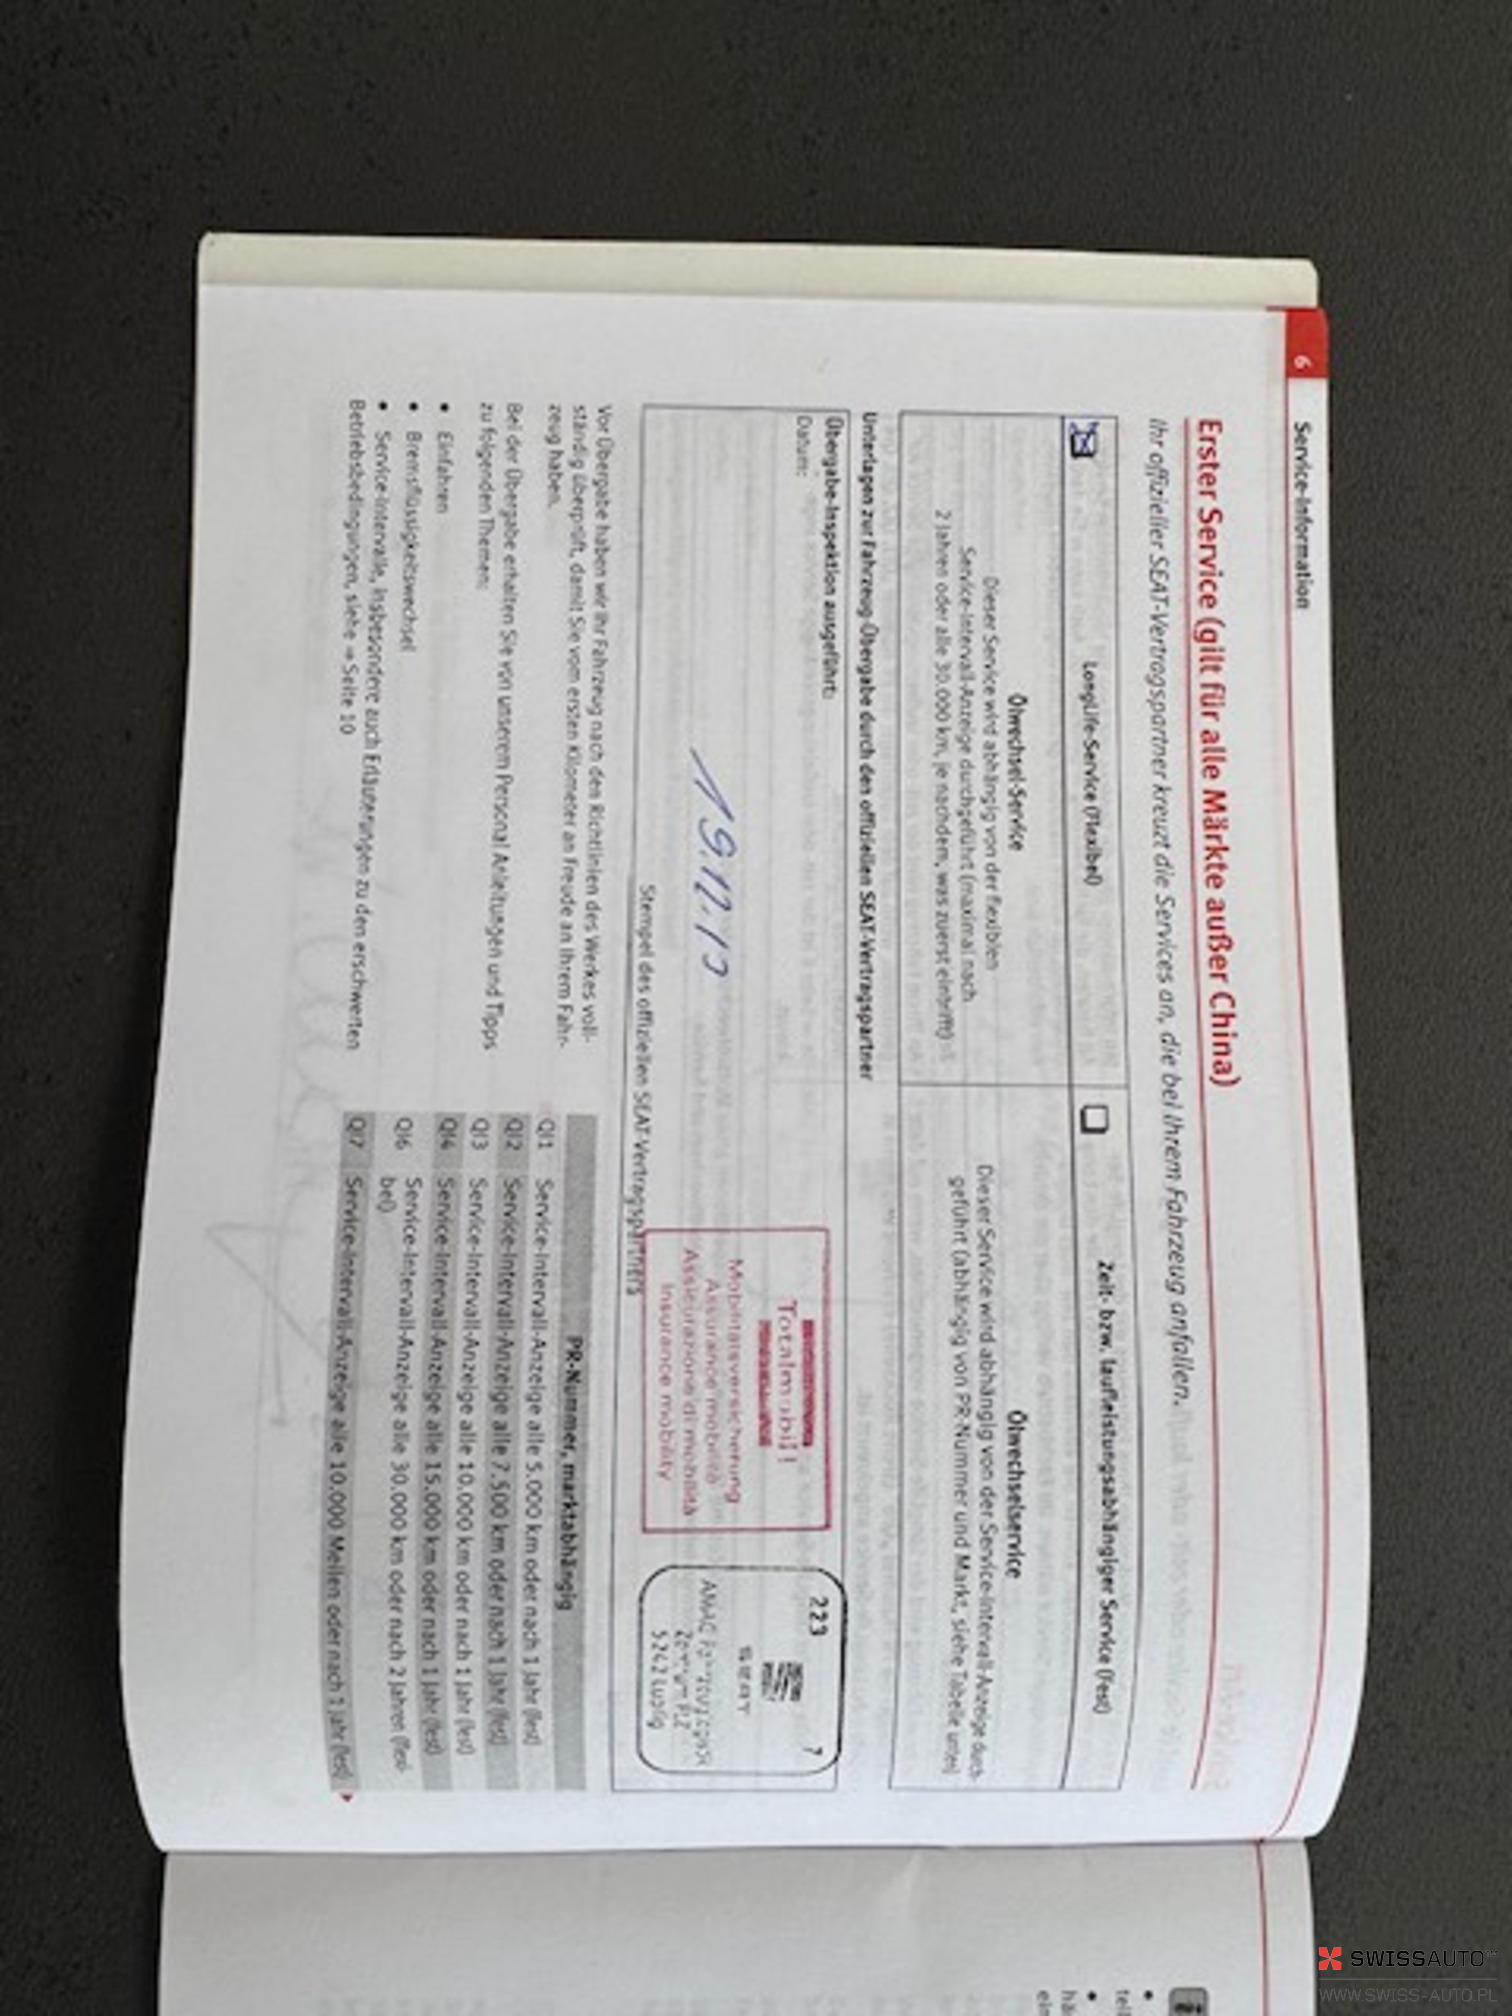 6 Service-Information
Erster Service (gilt für alle Märkte außer China)
Ihr offizieller SEAT-Vertragspartner kreuzt die Services an, die bei Ihrem Fahrzeug anfallen.
LongLife-Service (Flexibel)
Zeit- bzw. laufleistungsabhängiger Service (Fest)
Ölwechsel-Service
Dieser Service wird abhängig von der flexiblen
Service-Intervall-Anzeige durchgeführt (maximal nach
2 Jahren oder alle 30.000 km, je nachdem, was zuerst eintrifft)
Ölwechselservice
Dieser Service wird abhängig von der Service-Intervall-Anzeige durch-
geführt (abhängig von PR-Nummer und Markt, siehe Tabelle unten)
Unterlagen zur Fahrzeug-Übergabe durch den offiziellen SEAT-Vertragspartner
Übergabe-Inspektion ausgeführt:
Datum:
19.12.
Totalmobil!
Mobilitätsversicherung
Assurance mobilité
Assicurazione di mobilità
Insurance mobility
223 7
5242 Lupfig
Stempel des offiziellen SEAT-Vertragspartners
Vor Übergabe haben wir Ihr Fahrzeug nach den Richtlinien des Werkes voll-
ständig überprüft, damit Sie vom ersten Kilometer an Freude an Ihrem Fahr-
zeug haben.
Bei der Übergabe erhalten Sie von unserem Personal Anleitungen und Tipps
zu folgenden Themen:
• Einfahren
• Bremsflüssigkeitswechsel
• Service-Intervalle, insbesondere auch Erläuterungen zu den erschwerten
Betriebsbedingungen, siehe ⇒ Seite 10
PR-Nummer, marktabhängig
QI1 Service-Intervall-Anzeige alle 5.000 km oder nach 1 Jahr (fest)
QI2 Service-Intervall-Anzeige alle 7.500 km oder nach 1 Jahr (fest)
QI3 Service-Intervall-Anzeige alle 10.000 km oder nach 1 Jahr (fest)
QI4 Service-Intervall-Anzeige alle 15.000 km oder nach 1 Jahr (fest)
QI6 Service-Intervall-Anzeige alle 30.000 km oder nach 2 Jahren (flexi-
bel)
QI7 Service-Intervall-Anzeige alle 10.000 Meilen oder nach 1 Jahr (fest)
SWISSAUTO
WWW.SWISS-AUTO.PL